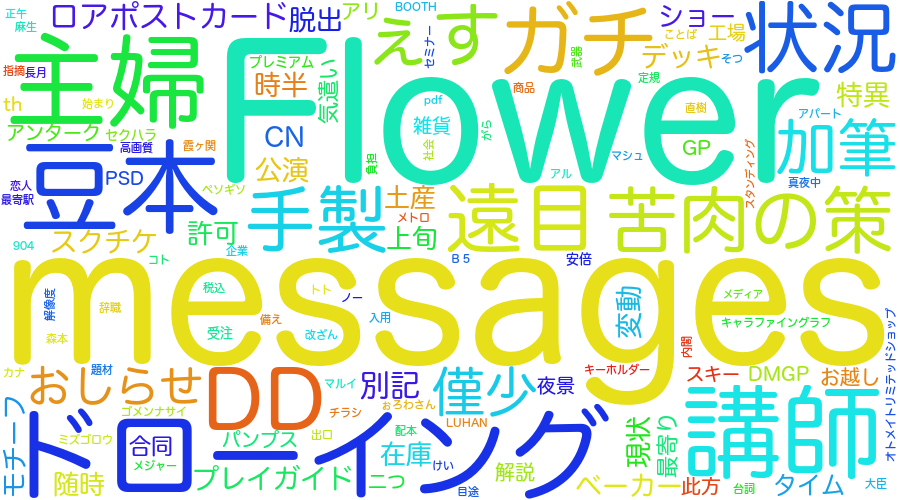 正午
麻生
ロアポストカード
脱出
アリ
BOOTH
えす
セミナー
ガチ
ショー
ことば
工場
状況
指摘
長月
主婦
プレミアム
時半
気遣い
Flower
武器
デッキ
そつ
定規
特異
th
始まり
アンターク
セクハラ
高画質
霞ヶ関
CN
公演
負担
pdf
雑貨
社会
がら
商品
直樹
アパート
加筆
GP
マシュ
スタンディング
真夜中
恋人
最寄駅
豆本
PSD
ペソギソ
手製
土産
メトロ
アル
遠目
苦肉の策
904
スクチケ
許可
企業
上旬
コト
B5
安倍
messages
解像度
辞職
森本
税込
受注
備え
トト
改ざん
ノー
入用
変動
メディア
キャラファイングラフ
内閣
オトメイトリミテッドショップ
カナ
題材
おしらせ
DD
マルイ
別記
僅少
夜景
キーホルダー
スキー
DMGP
お越し
モチーフ
ドローイング
ゴメンナサイ
ミズゴロウ
合同
メジャー
チラシ
ぉろわさん
LUHAN
講師
パンプス
出口
配本
在庫
けい
現状
最寄り
随時
プレイガイド
二つ
目途
解説
ベーカー
此方
台詞
タイム
大臣